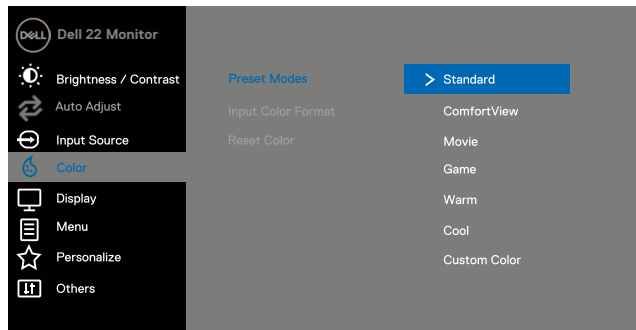 DELL Dell 22 Monitor
Brightness / Contrast Preset Modes > Standard
Auto Adjust Input Color Format ComfortView
Input Source Reset Color Movie
Color Game
Display Warm
Menu Cool
Personalize Custom Color
Others